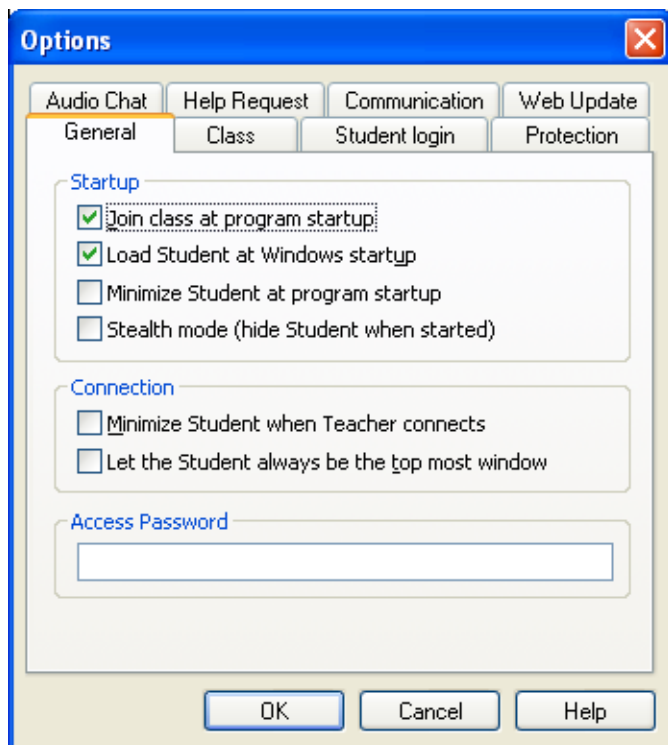 Options
Audio Chat Help Request Communication Web Update
General Class Student login Protection
Startup
Join class at program startup
Load Student at Windows startup
Minimize Student at program startup
Stealth mode (hide Student when started)
Connection
Minimize Student when Teacher connects
Let the Student always be the top most window
Access Password
OK Cancel Help